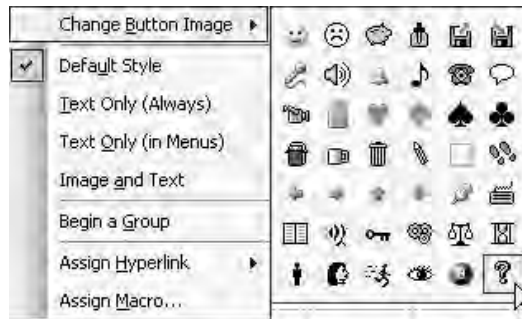 Change Button Image
Default Style
Text Only (Always)
Text Only (in Menus)
Image and Text
Begin a Group
Assign Hyperlink
Assign Macro...